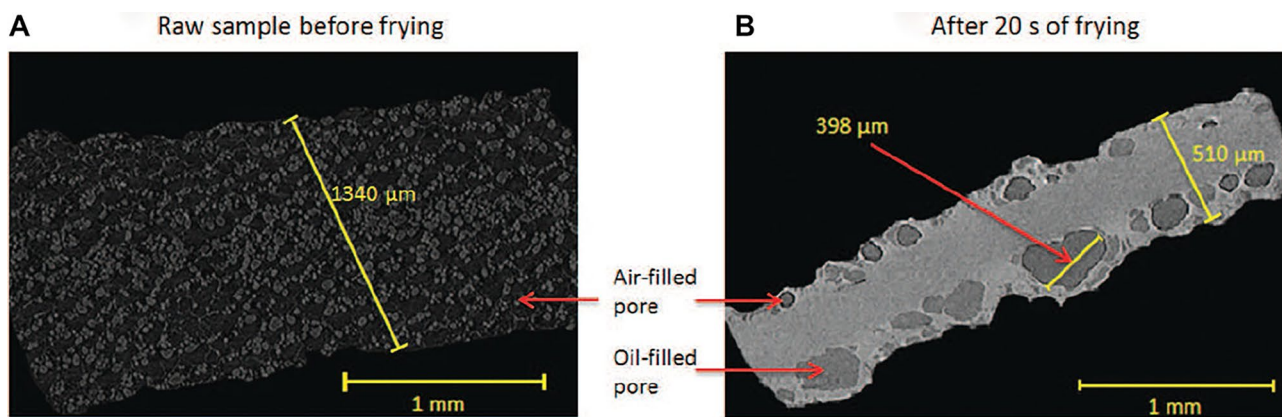 A
Raw sample before frying
B
After 20 s of frying
1340 µm
1 mm
Air-filled
pore
Oil-filled
pore
398 µm
510 µm
1 mm